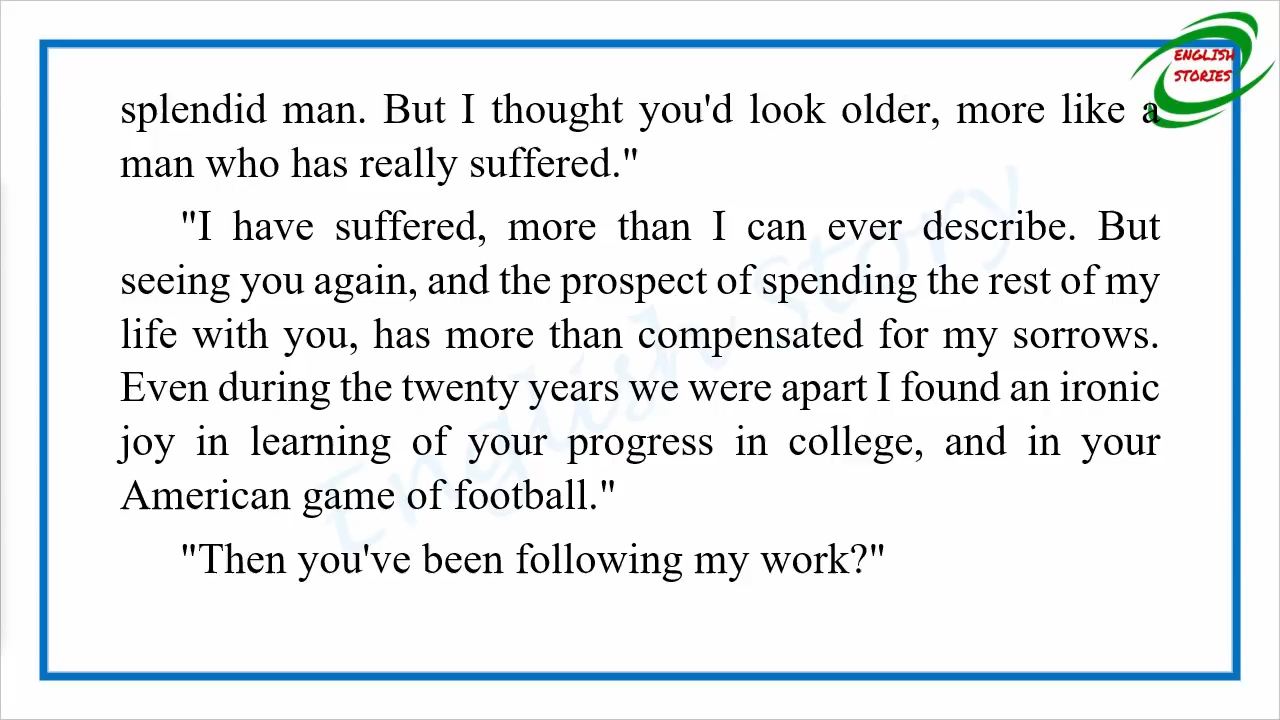 ENGLISH
STORIES
splendid man. But I thought you'd look older, more like a
man who has really suffered."
"I have suffered, more than I can ever describe. But
seeing you again, and the prospect of spending the rest of my
life with you, has more than compensated for my sorrows.
Even during the twenty years we were apart I found an ironic
joy in learning of your progress in college, and in your
American game of football."
"Then you've been following my work?"
English Story